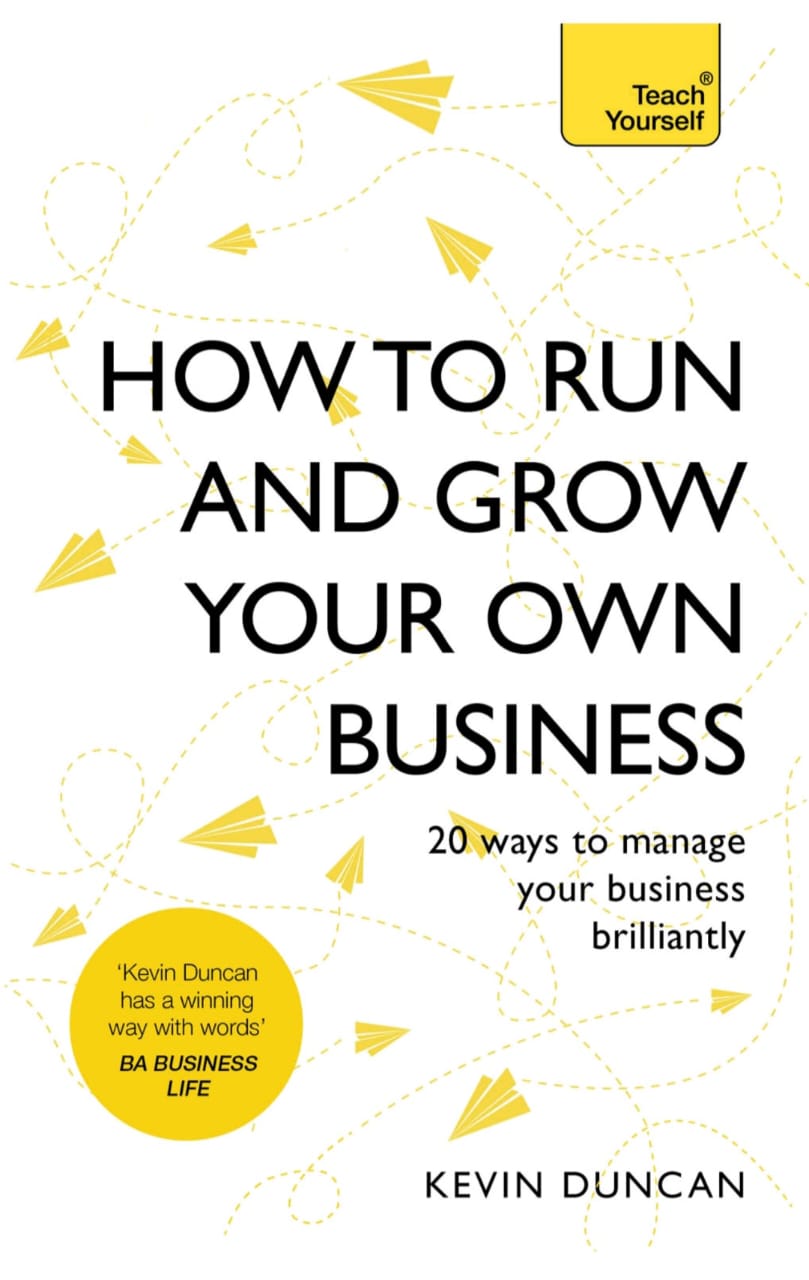 Teach®
Yourself
HOW TO RUN
AND GROW
YOUR OWN
BUSINESS
20 ways to manage
your business
brilliantly
‘Kevin Duncan
has a winning
way with words’
BA BUSINESS
LIFE
KEVIN DUNCAN